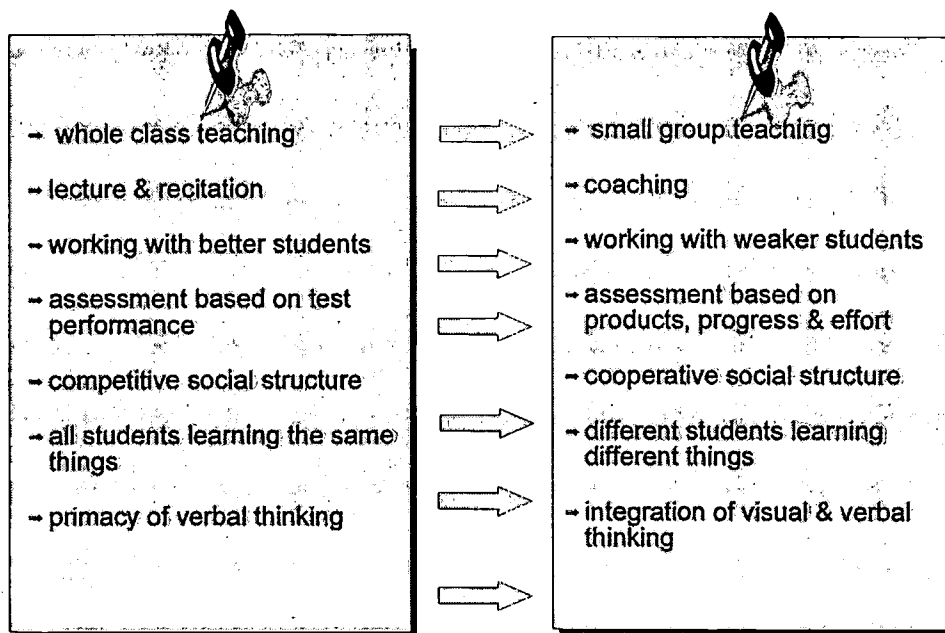 → whole class teaching
→ lecture & recitation
→ working with better students
→ assessment based on test
performance
→ competitive social structure
→ all students learning the same
things
→ primacy of verbal thinking
→ small group teaching
→ coaching
→ working with weaker students
→ assessment based on
products, progress & effort
→ cooperative social structure
→ different students learning
different things
→ integration of visual & verbal
thinking